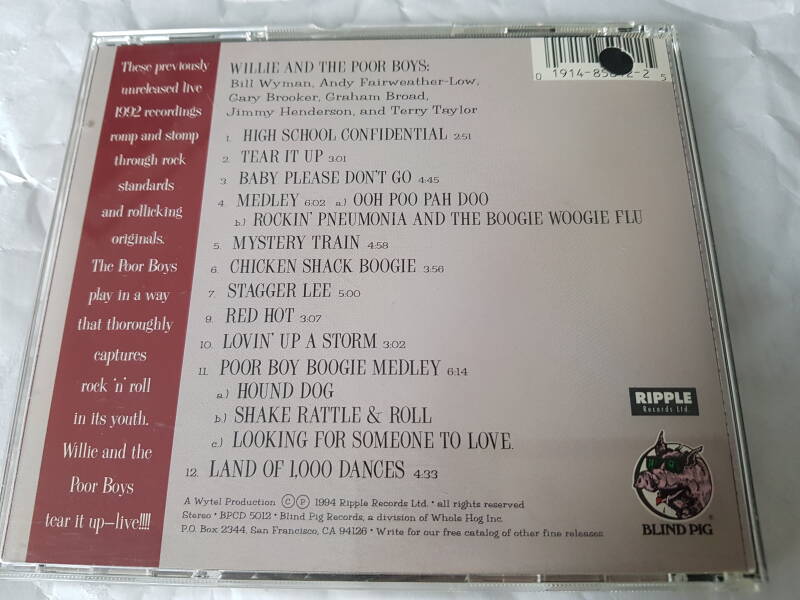 These previously
unreleased live
1992 recordings
romp and stomp
through rock
standards
and rollicking
originals.
The Poor Boys
play in a way
that thoroughly
captures
rock 'n' roll
in its youth.
Willie and the
Poor Boys
tear it up—live!!!!
WILLIE AND THE POOR BOYS:
Bill Wyman, Andy Fairweather-Low,
Gary Brooker, Graham Broad,
Jimmy Henderson, and Terry Taylor
1. HIGH SCHOOL CONFIDENTIAL 2:51
2. TEAR IT UP 3:01
3. BABY PLEASE DON'T GO 4:45
4. MEDLEY 6:02 a.) OOH POO PAH DOO
b.) ROCKIN' PNEUMONIA AND THE BOOGIE WOOGIE FLU
5. MYSTERY TRAIN 4:58
6. CHICKEN SHACK BOOGIE 3:56
7. STAGGER LEE 5:00
9. RED HOT 3:07
10. LOVIN' UP A STORM 3:02
11. POOR BOY BOOGIE MEDLEY 6:14
a.) HOUND DOG
b.) SHAKE RATTLE & ROLL
c.) LOOKING FOR SOMEONE TO LOVE.
12. LAND OF 1,000 DANCES 4:33
A Wytel Production © ℗ 1994 Ripple Records Ltd. • all rights reserved
Stereo • BPCD 5012 • Blind Pig Records, a division of Whole Hog Inc.
P.O. Box 2344, San Francisco, CA 94126 • Write for our free catalog of other fine releases
RIPPLE
Records Ltd.
BLIND PIG